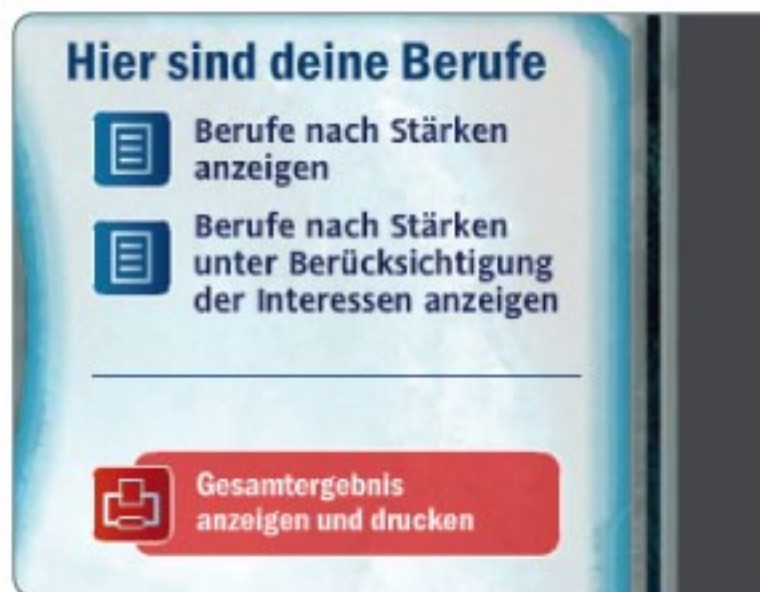 Hier sind deine Berufe
Berufe nach Stärken
anzeigen
Berufe nach Stärken
unter Berücksichtigung
der Interessen anzeigen
Gesamtergebnis
anzeigen und drucken